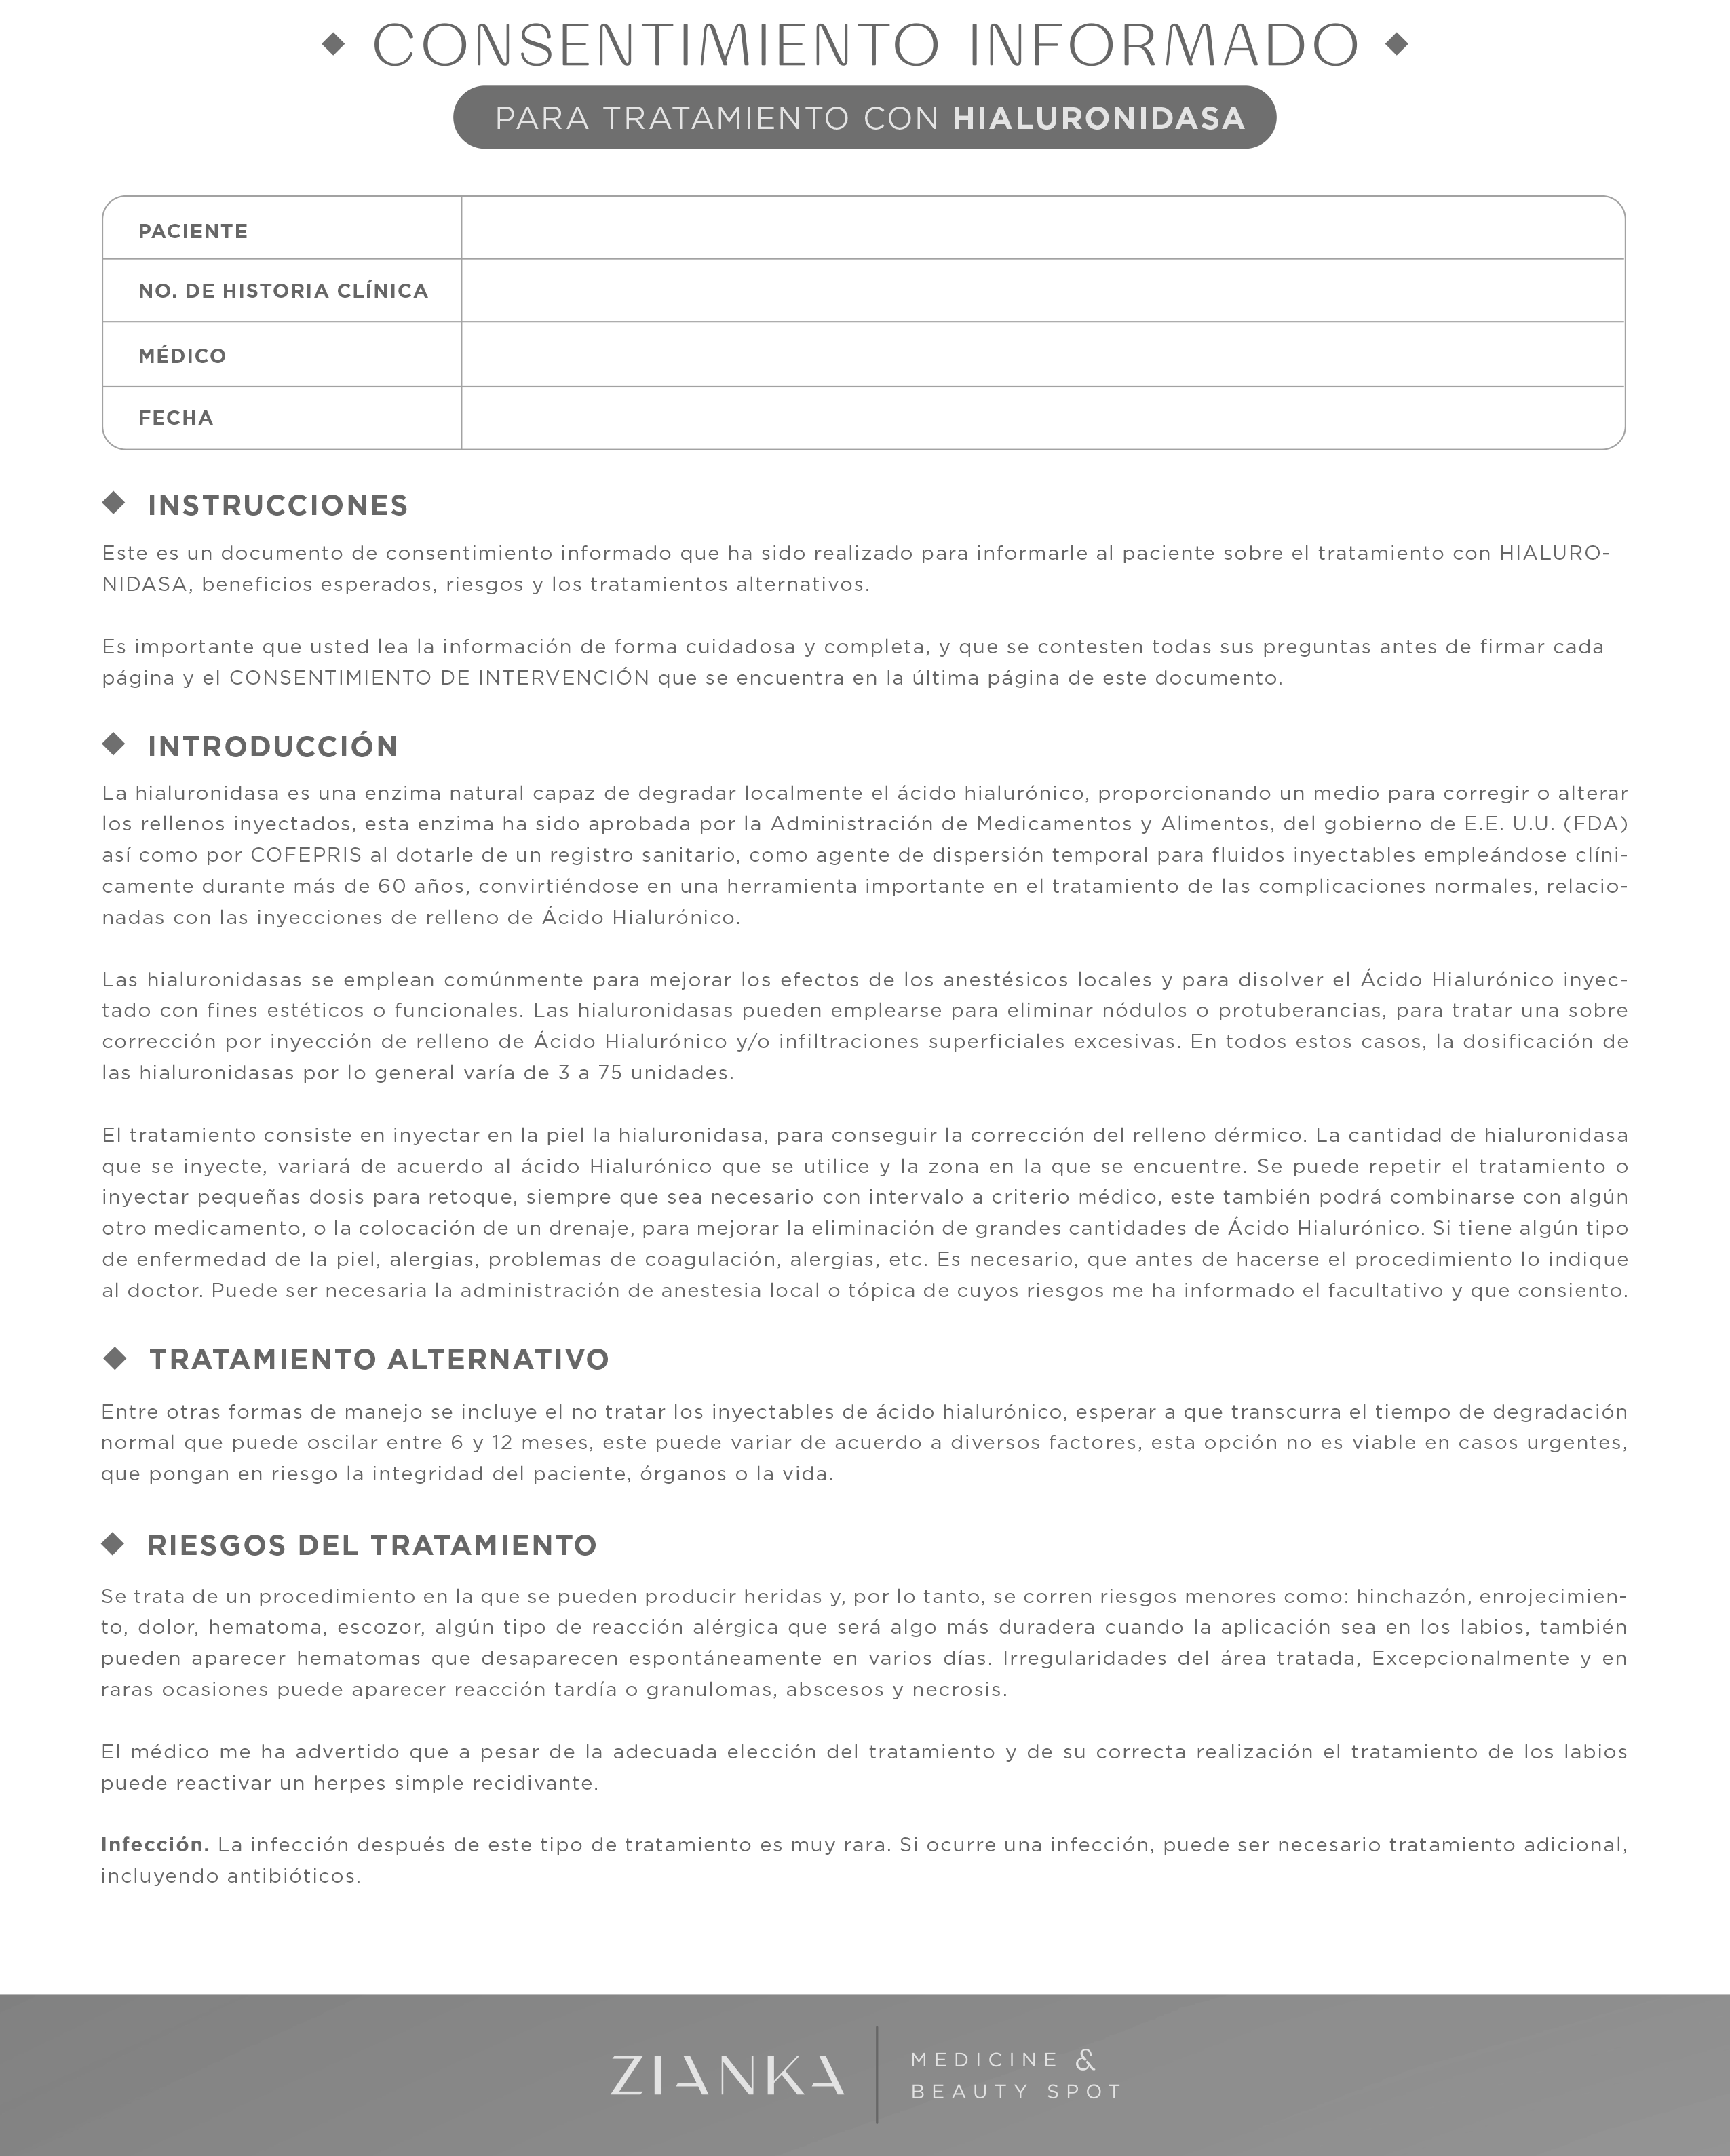 CONSENTIMIENTO INFORMADO
PARA TRATAMIENTO CON HIALURONIDASA
PACIENTE
NO. DE HISTORIA CLÍNICA
MÉDICO
FECHA
INSTRUCCIONES
Este es un documento de consentimiento informado que ha sido realizado para informarle al paciente sobre el tratamiento con HIALURO-
NIDASA, beneficios esperados, riesgos y los tratamientos alternativos.
Es importante que usted lea la información de forma cuidadosa y completa, y que se contesten todas sus preguntas antes de firmar cada
página y el CONSENTIMIENTO DE INTERVENCIÓN que se encuentra en la última página de este documento.
INTRODUCCIÓN
La hialuronidasa es una enzima natural capaz de degradar localmente el ácido hialurónico, proporcionando un medio para corregir o alterar
los rellenos inyectados, esta enzima ha sido aprobada por la Administración de Medicamentos y Alimentos, del gobierno de E.E. U.U. (FDA)
así como por COFEPRIS al dotarle de un registro sanitario, como agente de dispersión temporal para fluidos inyectables empleándose clíni-
camente durante más de 60 años, convirtiéndose en una herramienta importante en el tratamiento de las complicaciones normales, relacio-
nadas con las inyecciones de relleno de Ácido Hialurónico.
Las hialuronidasas se emplean comúnmente para mejorar los efectos de los anestésicos locales y para disolver el Ácido Hialurónico inyec-
tado con fines estéticos o funcionales. Las hialuronidasas pueden emplearse para eliminar nódulos o protuberancias, para tratar una sobre
corrección por inyección de relleno de Ácido Hialurónico y/o infiltraciones superficiales excesivas. En todos estos casos, la dosificación de
las hialuronidasas por lo general varía de 3 a 75 unidades.
El tratamiento consiste en inyectar en la piel la hialuronidasa, para conseguir la corrección del relleno dérmico. La cantidad de hialuronidasa
que se inyecte, variará de acuerdo al ácido Hialurónico que se utilice y la zona en la que se encuentre. Se puede repetir el tratamiento o
inyectar pequeñas dosis para retoque, siempre que sea necesario con intervalo a criterio médico, este también podrá combinarse con algún
otro medicamento, o la colocación de un drenaje, para mejorar la eliminación de grandes cantidades de Ácido Hialurónico. Si tiene algún tipo
de enfermedad de la piel, alergias, problemas de coagulación, alergias, etc. Es necesario, que antes de hacerse el procedimiento lo indique
al doctor. Puede ser necesaria la administración de anestesia local o tópica de cuyos riesgos me ha informado el facultativo y que consiento.
TRATAMIENTO ALTERNATIVO
Entre otras formas de manejo se incluye el no tratar los inyectables de ácido hialurónico, esperar a que transcurra el tiempo de degradación
normal que puede oscilar entre 6 y 12 meses, este puede variar de acuerdo a diversos factores, esta opción no es viable en casos urgentes,
que pongan en riesgo la integridad del paciente, órganos o la vida.
RIESGOS DEL TRATAMIENTO
Se trata de un procedimiento en la que se pueden producir heridas y, por lo tanto, se corren riesgos menores como: hinchazón, enrojecimien-
to, dolor, hematoma, escozor, algún tipo de reacción alérgica que será algo más duradera cuando la aplicación sea en los labios, también
pueden aparecer hematomas que desaparecen espontáneamente en varios días. Irregularidades del área tratada, Excepcionalmente y en
raras ocasiones puede aparecer reacción tardía o granulomas, abscesos y necrosis.
El médico me ha advertido que a pesar de la adecuada elección del tratamiento y de su correcta realización el tratamiento de los labios
puede reactivar un herpes simple recidivante.
Infección. La infección después de este tipo de tratamiento es muy rara. Si ocurre una infección, puede ser necesario tratamiento adicional,
incluyendo antibióticos.
ZIANKA
MEDICINE &
BEAUTY SPOT